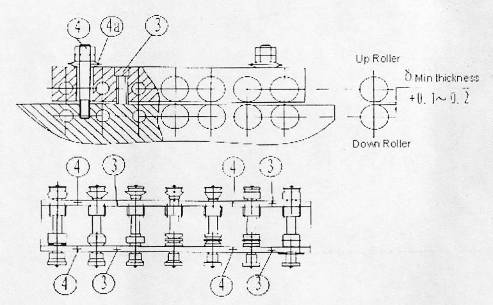 4 4a 3
Up Roller
δ Min thickness
+0.1~0.2
Down Roller
4 3 4 3
4 3 4 3